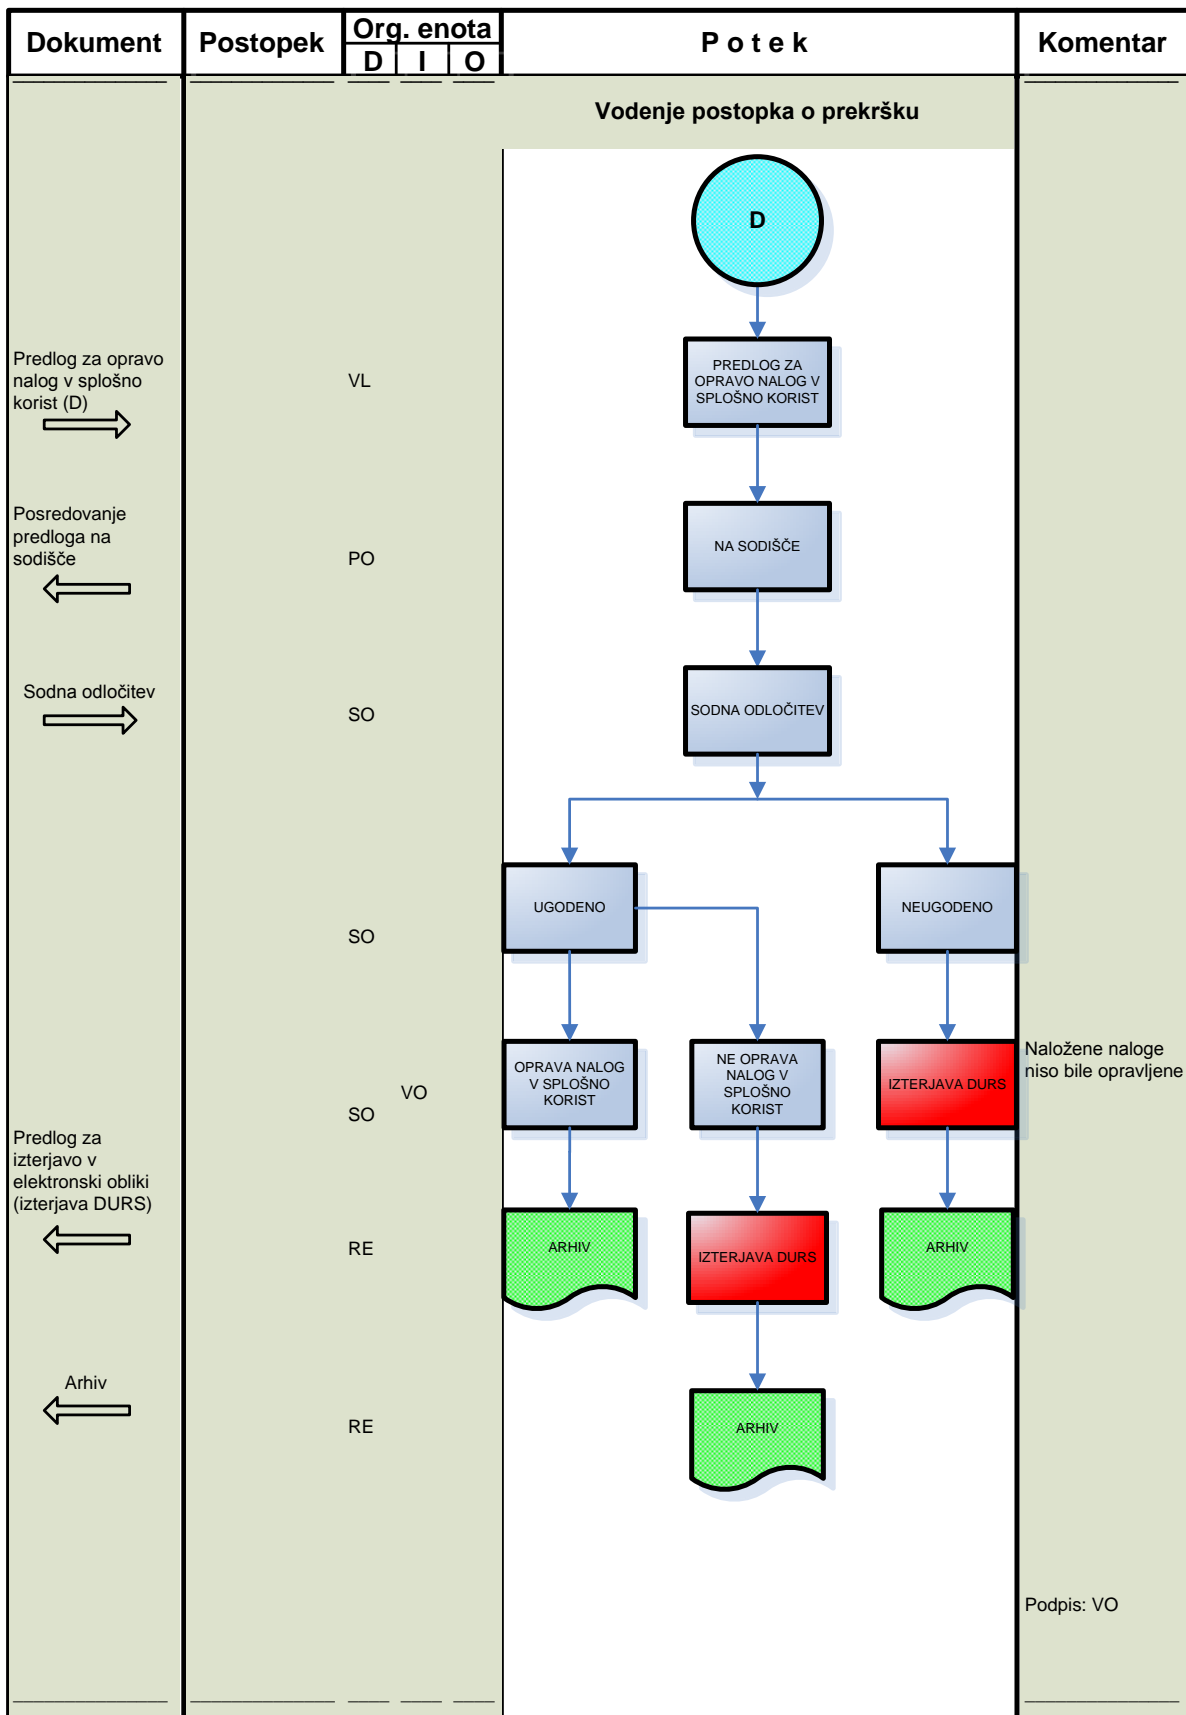 Dokument
Postopek
Org. enota
D I O
P o t e k
Komentar
Vodenje postopka o prekršku
D
Predlog za opravo
nalog v splošno
korist (D)
VL
PREDLOG ZA
OPRAVO NALOG V
SPLOŠNO KORIST
Posredovanje
predloga na
sodišče
PO
NA SODIŠČE
Sodna odločitev
SO
SODNA ODLOČITEV
SO
UGODENO
NEUGODENO
SO
VO
OPRAVA NALOG
V SPLOŠNO
KORIST
NE OPRAVA
NALOG V
SPLOŠNO
KORIST
IZTERJAVA DURS
Naložene naloge
niso bile opravljene
Predlog za
izterjavo v
elektronski obliki
(izterjava DURS)
RE
ARHIV
IZTERJAVA DURS
ARHIV
Arhiv
RE
ARHIV
Podpis: VO